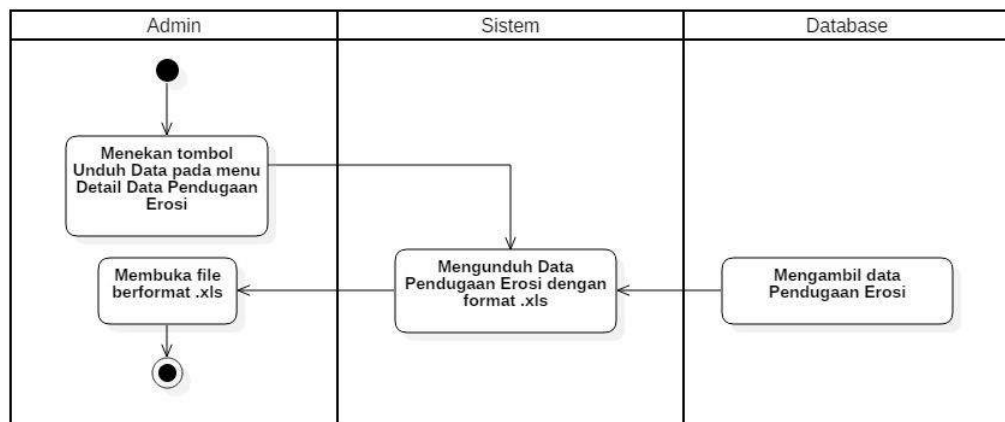 Admin
Sistem
Database
Menekan tombol
Unduh Data pada menu
Detail Data Pendugaan
Erosi
Mengunduh Data
Pendugaan Erosi dengan
format .xls
Mengambil data
Pendugaan Erosi
Membuka file
berformat .xls